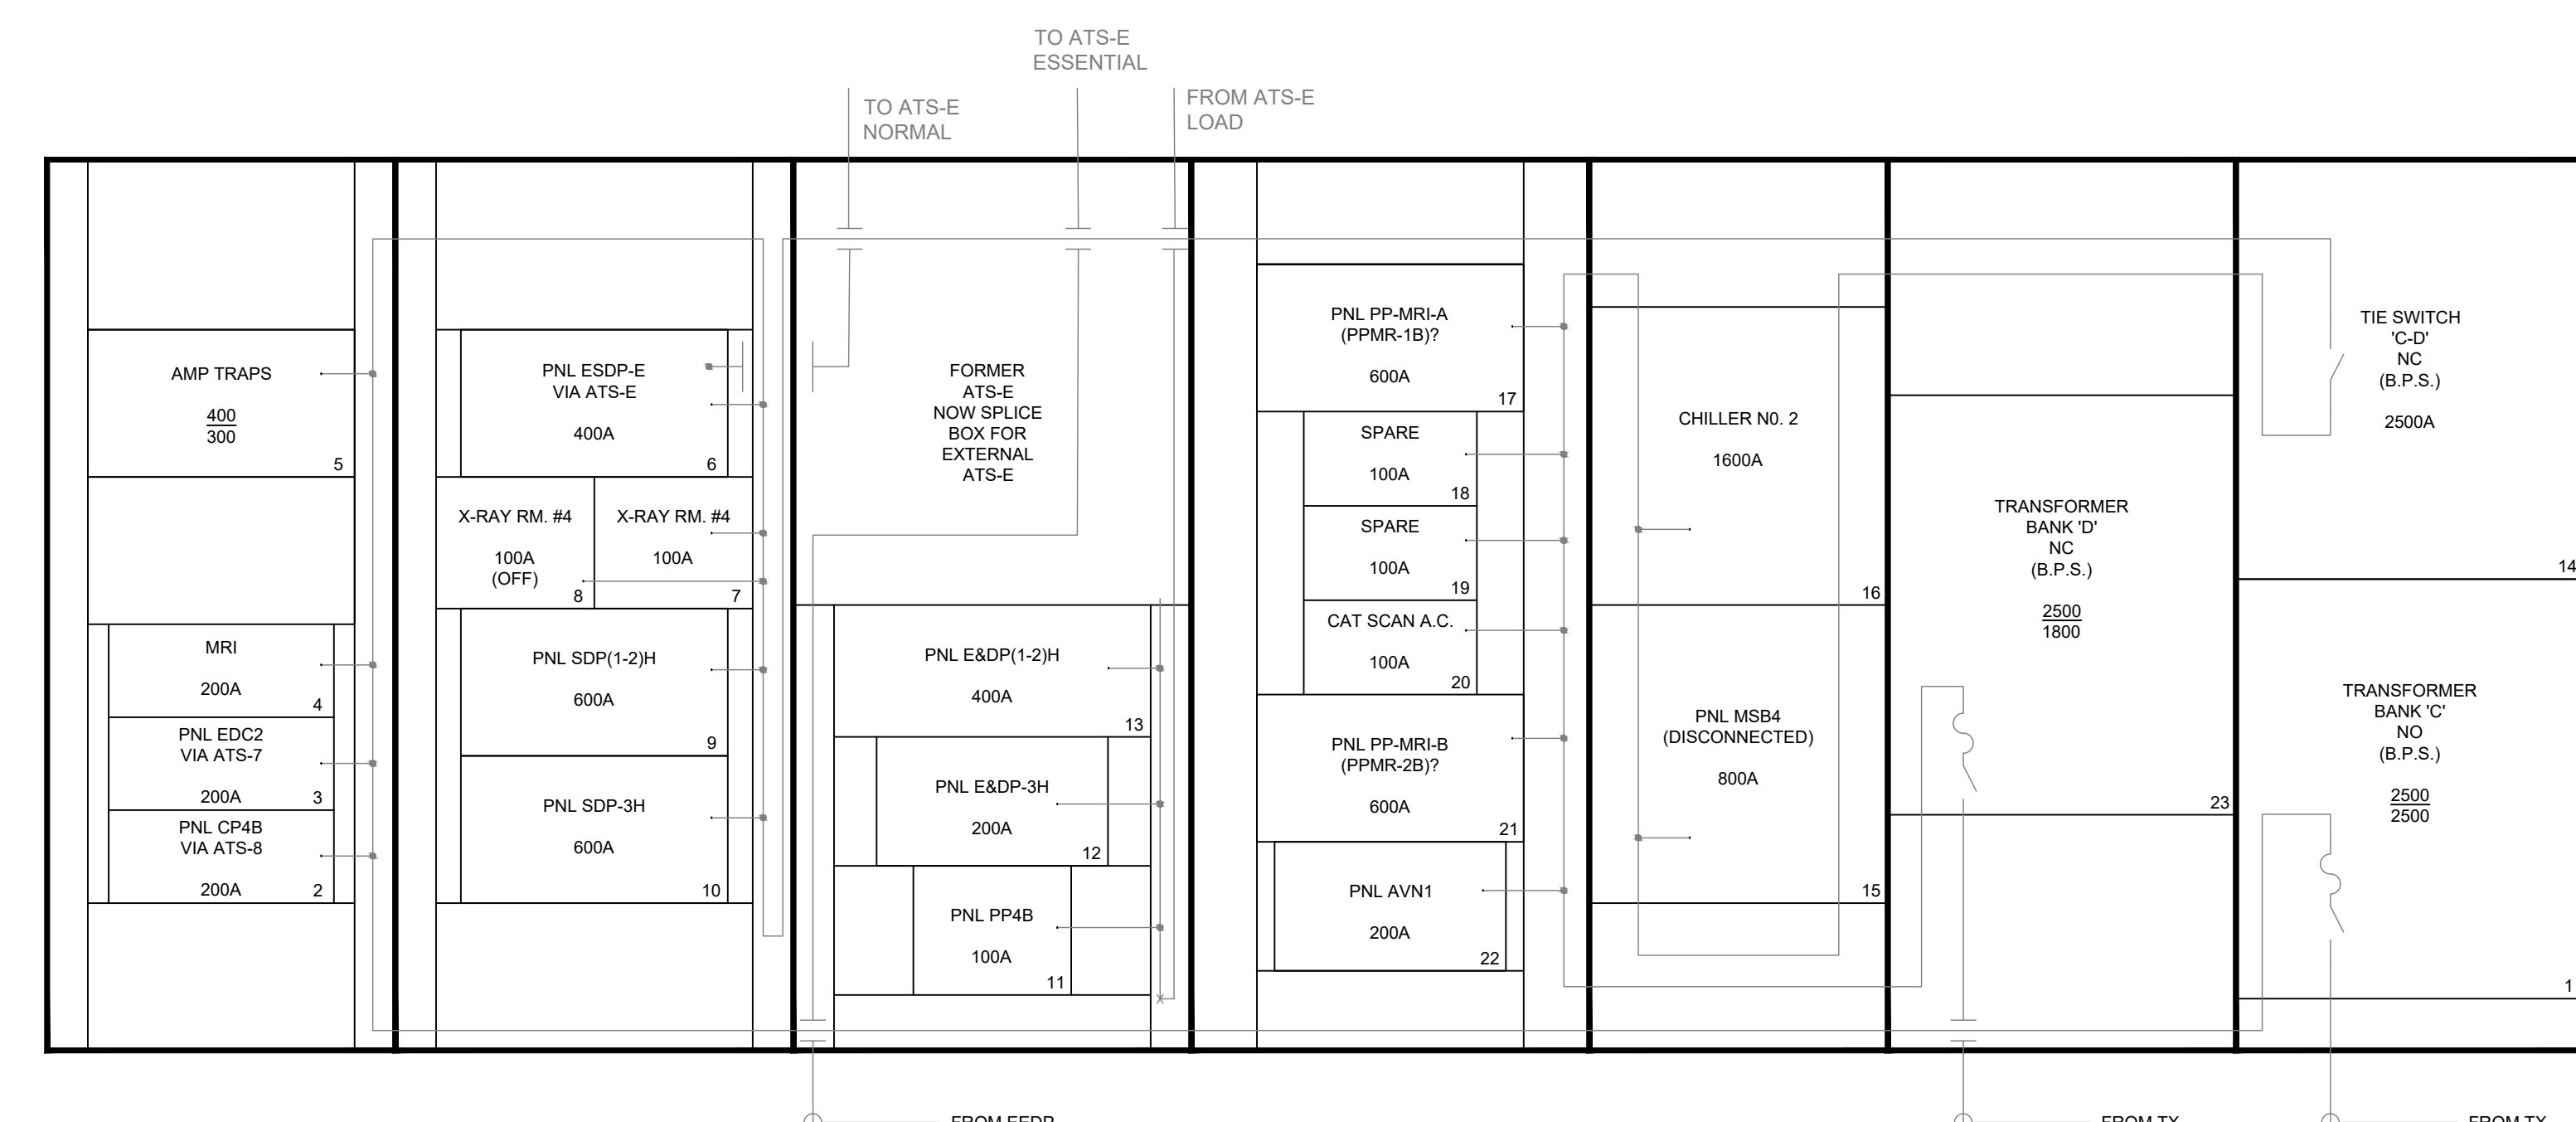 TO ATS-E
ESSENTIAL
TO ATS-E
NORMAL
FROM ATS-E
LOAD
AMP TRAPS
400
300
5
MRI
200A
4
PNL EDC2
VIA ATS-7
200A
3
PNL CP4B
VIA ATS-8
200A
2
PNL ESDP-E
VIA ATS-E
400A
6
X-RAY RM. #4
100A
(OFF)
8
X-RAY RM. #4
100A
7
PNL SDP(1-2)H
600A
9
PNL SDP-3H
600A
10
FORMER
ATS-E
NOW SPLICE
BOX FOR
EXTERNAL
ATS-E
PNL E&DP(1-2)H
400A
13
PNL E&DP-3H
200A
12
PNL PP4B
100A
11
PNL PP-MRI-A
(PPMR-1B)?
600A
17
SPARE
100A
18
SPARE
100A
19
CAT SCAN A.C.
100A
20
PNL PP-MRI-B
(PPMR-2B)?
600A
21
PNL AVN1
200A
22
CHILLER N0. 2
1600A
16
PNL MSB4
(DISCONNECTED)
800A
15
TRANSFORMER
BANK 'D'
NC
(B.P.S.)
2500
1800
23
TIE SWITCH
'C-D'
NC
(B.P.S.)
2500A
14
TRANSFORMER
BANK 'C'
NO
(B.P.S.)
2500
2500
1
FROM EEDP
FROM TX
FROM TX